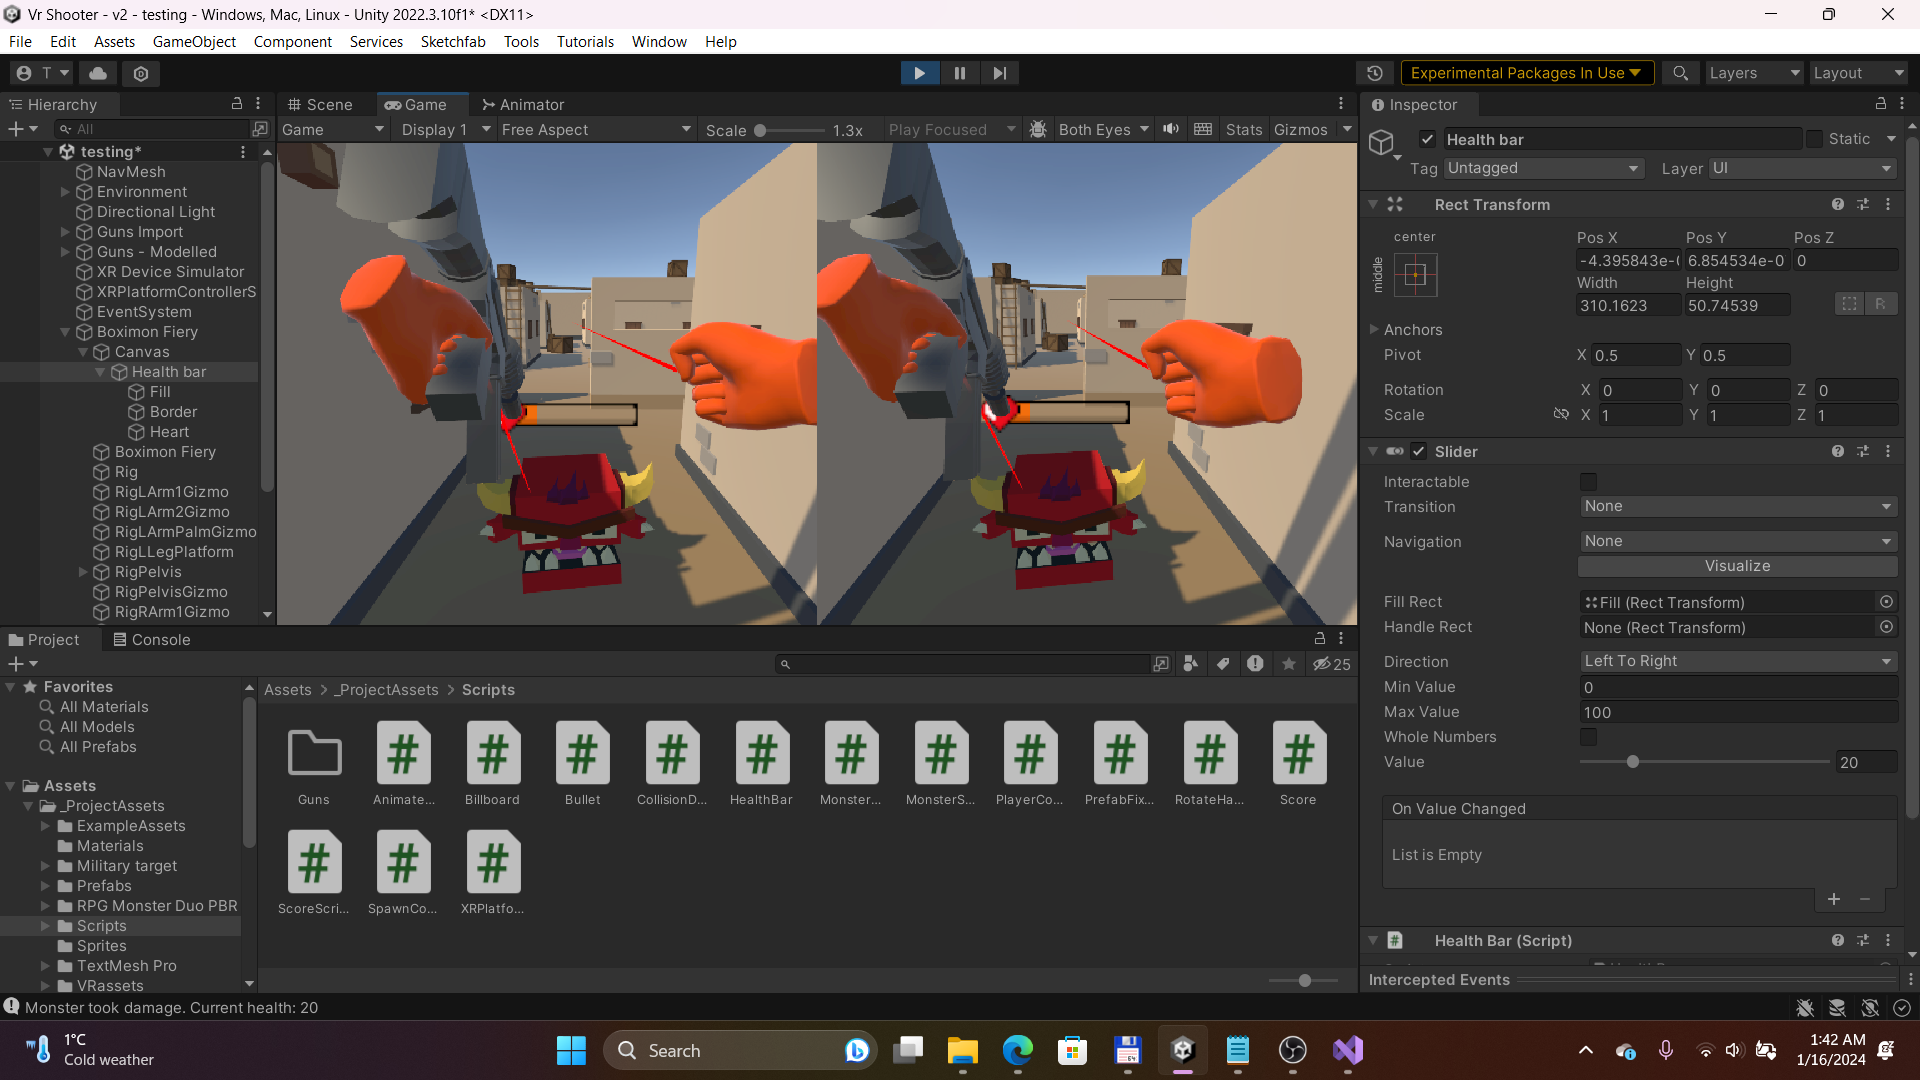 Vr Shooter - v2 - testing - Windows, Mac, Linux - Unity 2022.3.10f1* <DX11>
File Edit Assets GameObject Component Services Sketchfab Tools Tutorials Window Help
T
Experimental Packages In Use
Layers
Layout
Hierarchy
All
testing*
NavMesh
Environment
Directional Light
Guns Import
Guns - Modelled
XR Device Simulator
XRPlatformControllerS
EventSystem
Boximon Fiery
Canvas
Health bar
Fill
Border
Heart
Boximon Fiery
Rig
RigLArm1Gizmo
RigLArm2Gizmo
RigLArmPalmGizmo
RigLLegPlatform
RigPelvis
RigPelvisGizmo
RigRArm1Gizmo
Scene
Game
Animator
Game
Display 1
Free Aspect
Scale
1.3x
Play Focused
Both Eyes
Stats
Gizmos
Inspector
Health bar
Static
Tag
Untagged
Layer
UI
Rect Transform
center
middle
Pos X
Pos Y
Pos Z
-4.395843e-(
6.854534e-0
0
Width
Height
310.1623
50.74539
R
Anchors
Pivot
X 0.5
Y 0.5
Rotation
X 0
Y 0
Z 0
Scale
X 1
Y 1
Z 1
Slider
Interactable
Transition
None
Navigation
None
Visualize
Fill Rect
Fill (Rect Transform)
Handle Rect
None (Rect Transform)
Direction
Left To Right
Min Value
0
Max Value
100
Whole Numbers
Value
20
On Value Changed
List is Empty
Health Bar (Script)
Intercepted Events
Project
Console
25
Favorites
All Materials
All Models
All Prefabs
Assets
_ProjectAssets
ExampleAssets
Materials
Military target
Prefabs
RPG Monster Duo PBR
Scripts
Sprites
TextMesh Pro
VRassets
Assets > _ProjectAssets > Scripts
Guns
Animate...
Billboard
Bullet
CollisionD...
HealthBar
Monster...
MonsterS...
PlayerCo...
PrefabFix...
RotateHa...
Score
ScoreScri...
SpawnCo...
XRPlatfo...
Monster took damage. Current health: 20
1°C
Cold weather
Search
64
1:42 AM
1/16/2024